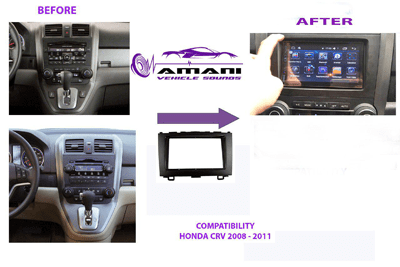 BEFORE
AFTER
AMANI
VEHICLE SOUNDS
COMPATIBILITY
HONDA CRV 2008 - 2011